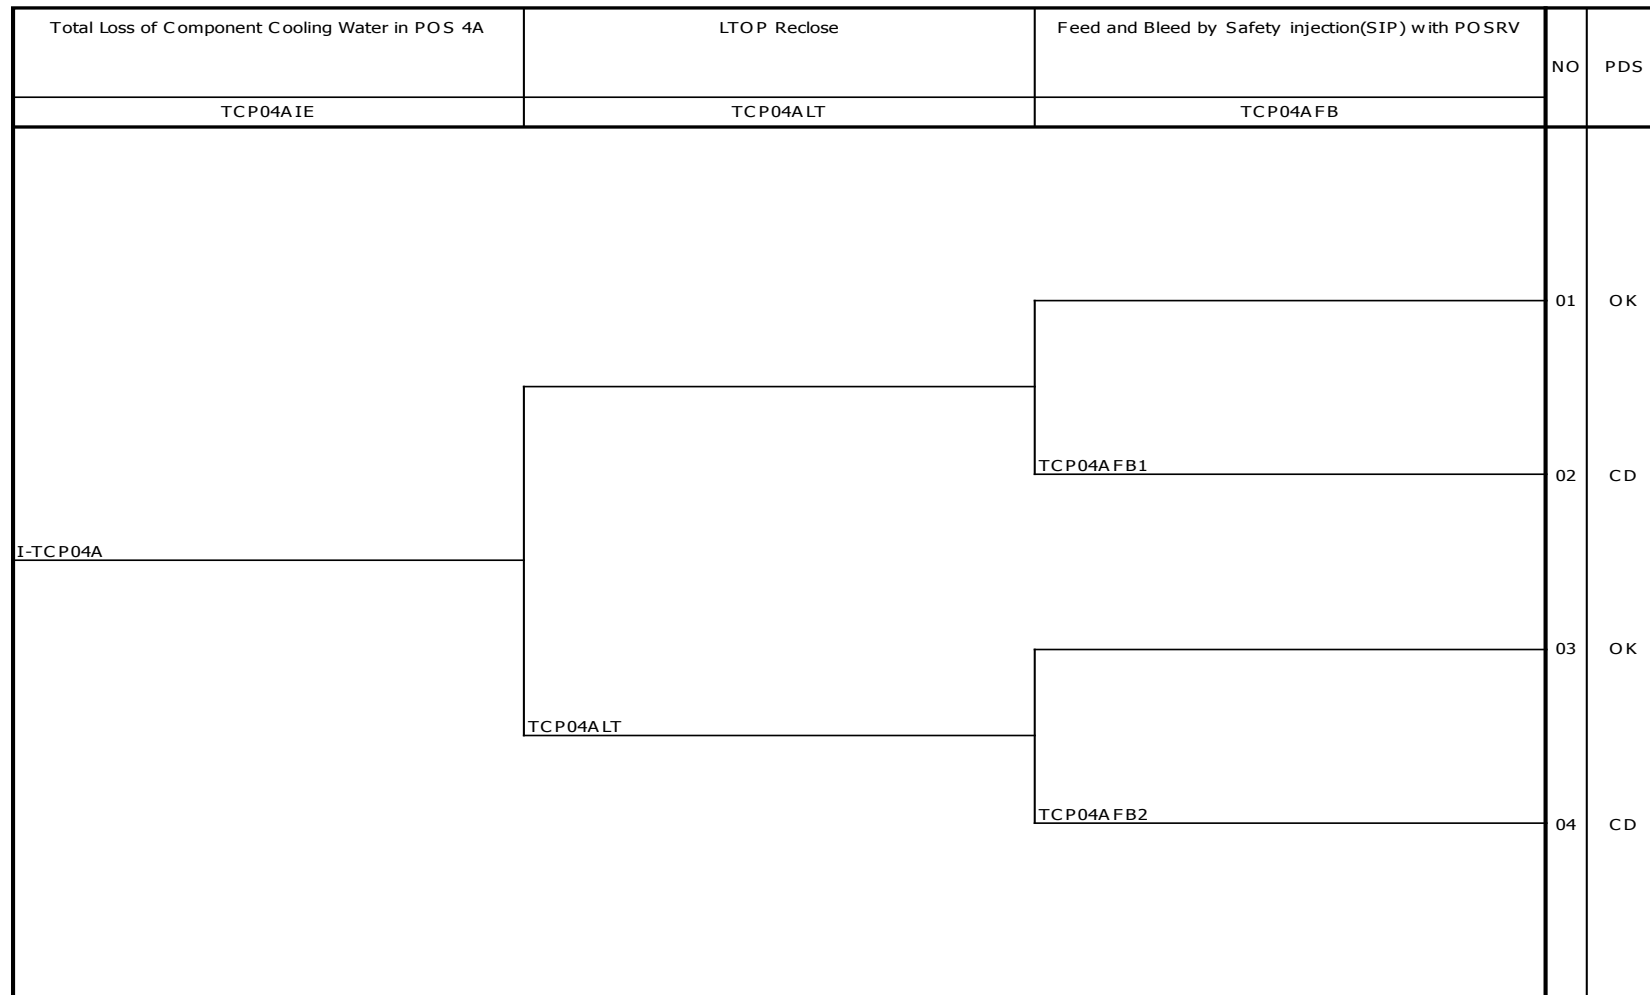 Total Loss of Component Cooling Water in POS 4A
LTOP Reclose
Feed and Bleed by Safety injection(SIP) with POSRV
NO
PDS
TCP04AIE
TCP04ALT
TCP04AFB
01
OK
TCP04AFB1
02
CD
I-TCP04A
03
OK
TCP04ALT
TCP04AFB2
04
CD